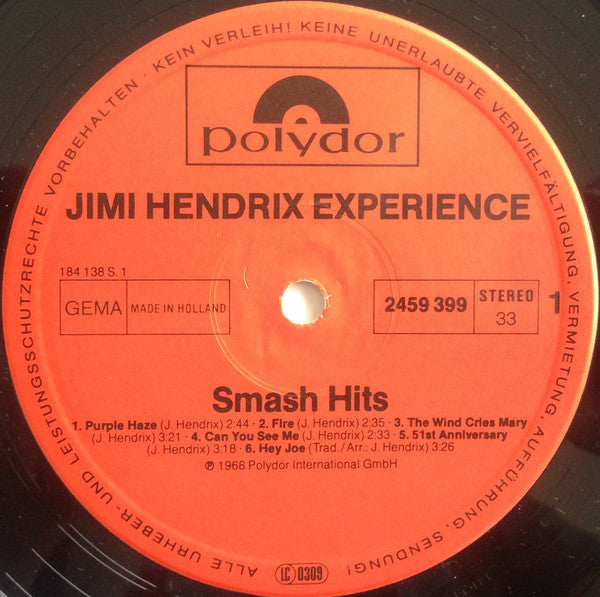 ALLE URHEBER- UND LEISTUNGSSCHUTZRECHTE VORBEHALTEN · KEIN VERLEIH! KEINE UNERLAUBTE VERVIELFÄLTIGUNG, VERMIETUNG, AUFFÜHRUNG, SENDUNG!
polydor
JIMI HENDRIX EXPERIENCE
184 138 S. 1
GEMA MADE IN HOLLAND
2459 399 STEREO 33 1
Smash Hits
1. Purple Haze (J. Hendrix) 2:44 · 2. Fire (J. Hendrix) 2:35 · 3. The Wind Cries Mary
(J. Hendrix) 3:21 · 4. Can You See Me (J. Hendrix) 2:33 · 5. 51st Anniversary
(J. Hendrix) 3:18 · 6. Hey Joe (Trad./Arr.: J. Hendrix) 3:26
℗ 1968 Polydor International GmbH
LC 0309